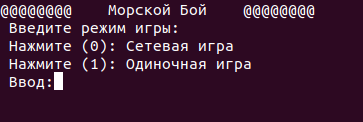 @@@@@@@@    Морской Бой    @@@@@@@@
Введите режим игры:
Нажмите (0): Сетевая игра
Нажмите (1): Одиночная игра
Ввод: